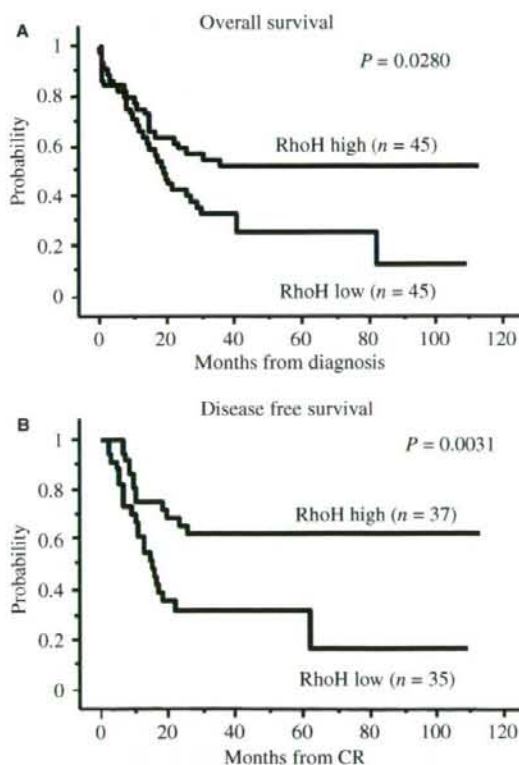 A
Overall survival
P = 0.0280
1
0.8
0.6
0.4
0.2
0
Probability
RhoH high (n = 45)
RhoH low (n = 45)
0 20 40 60 80 100 120
Months from diagnosis
B
Disease free survival
P = 0.0031
1
0.8
0.6
0.4
0.2
0
Probability
RhoH high (n = 37)
RhoH low (n = 35)
0 20 40 60 80 100 120
Months from CR